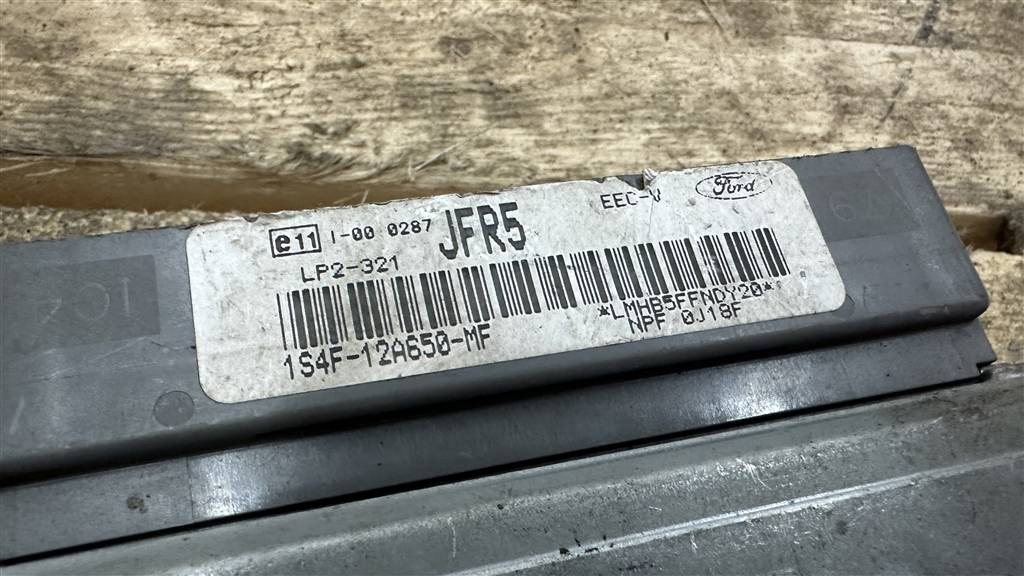 e11 I-00 0287 JFR5 EEC-V Ford
LP2-321
*LMHB5FFNDY20*
1S4F-12A650-MF NPF 0J18F